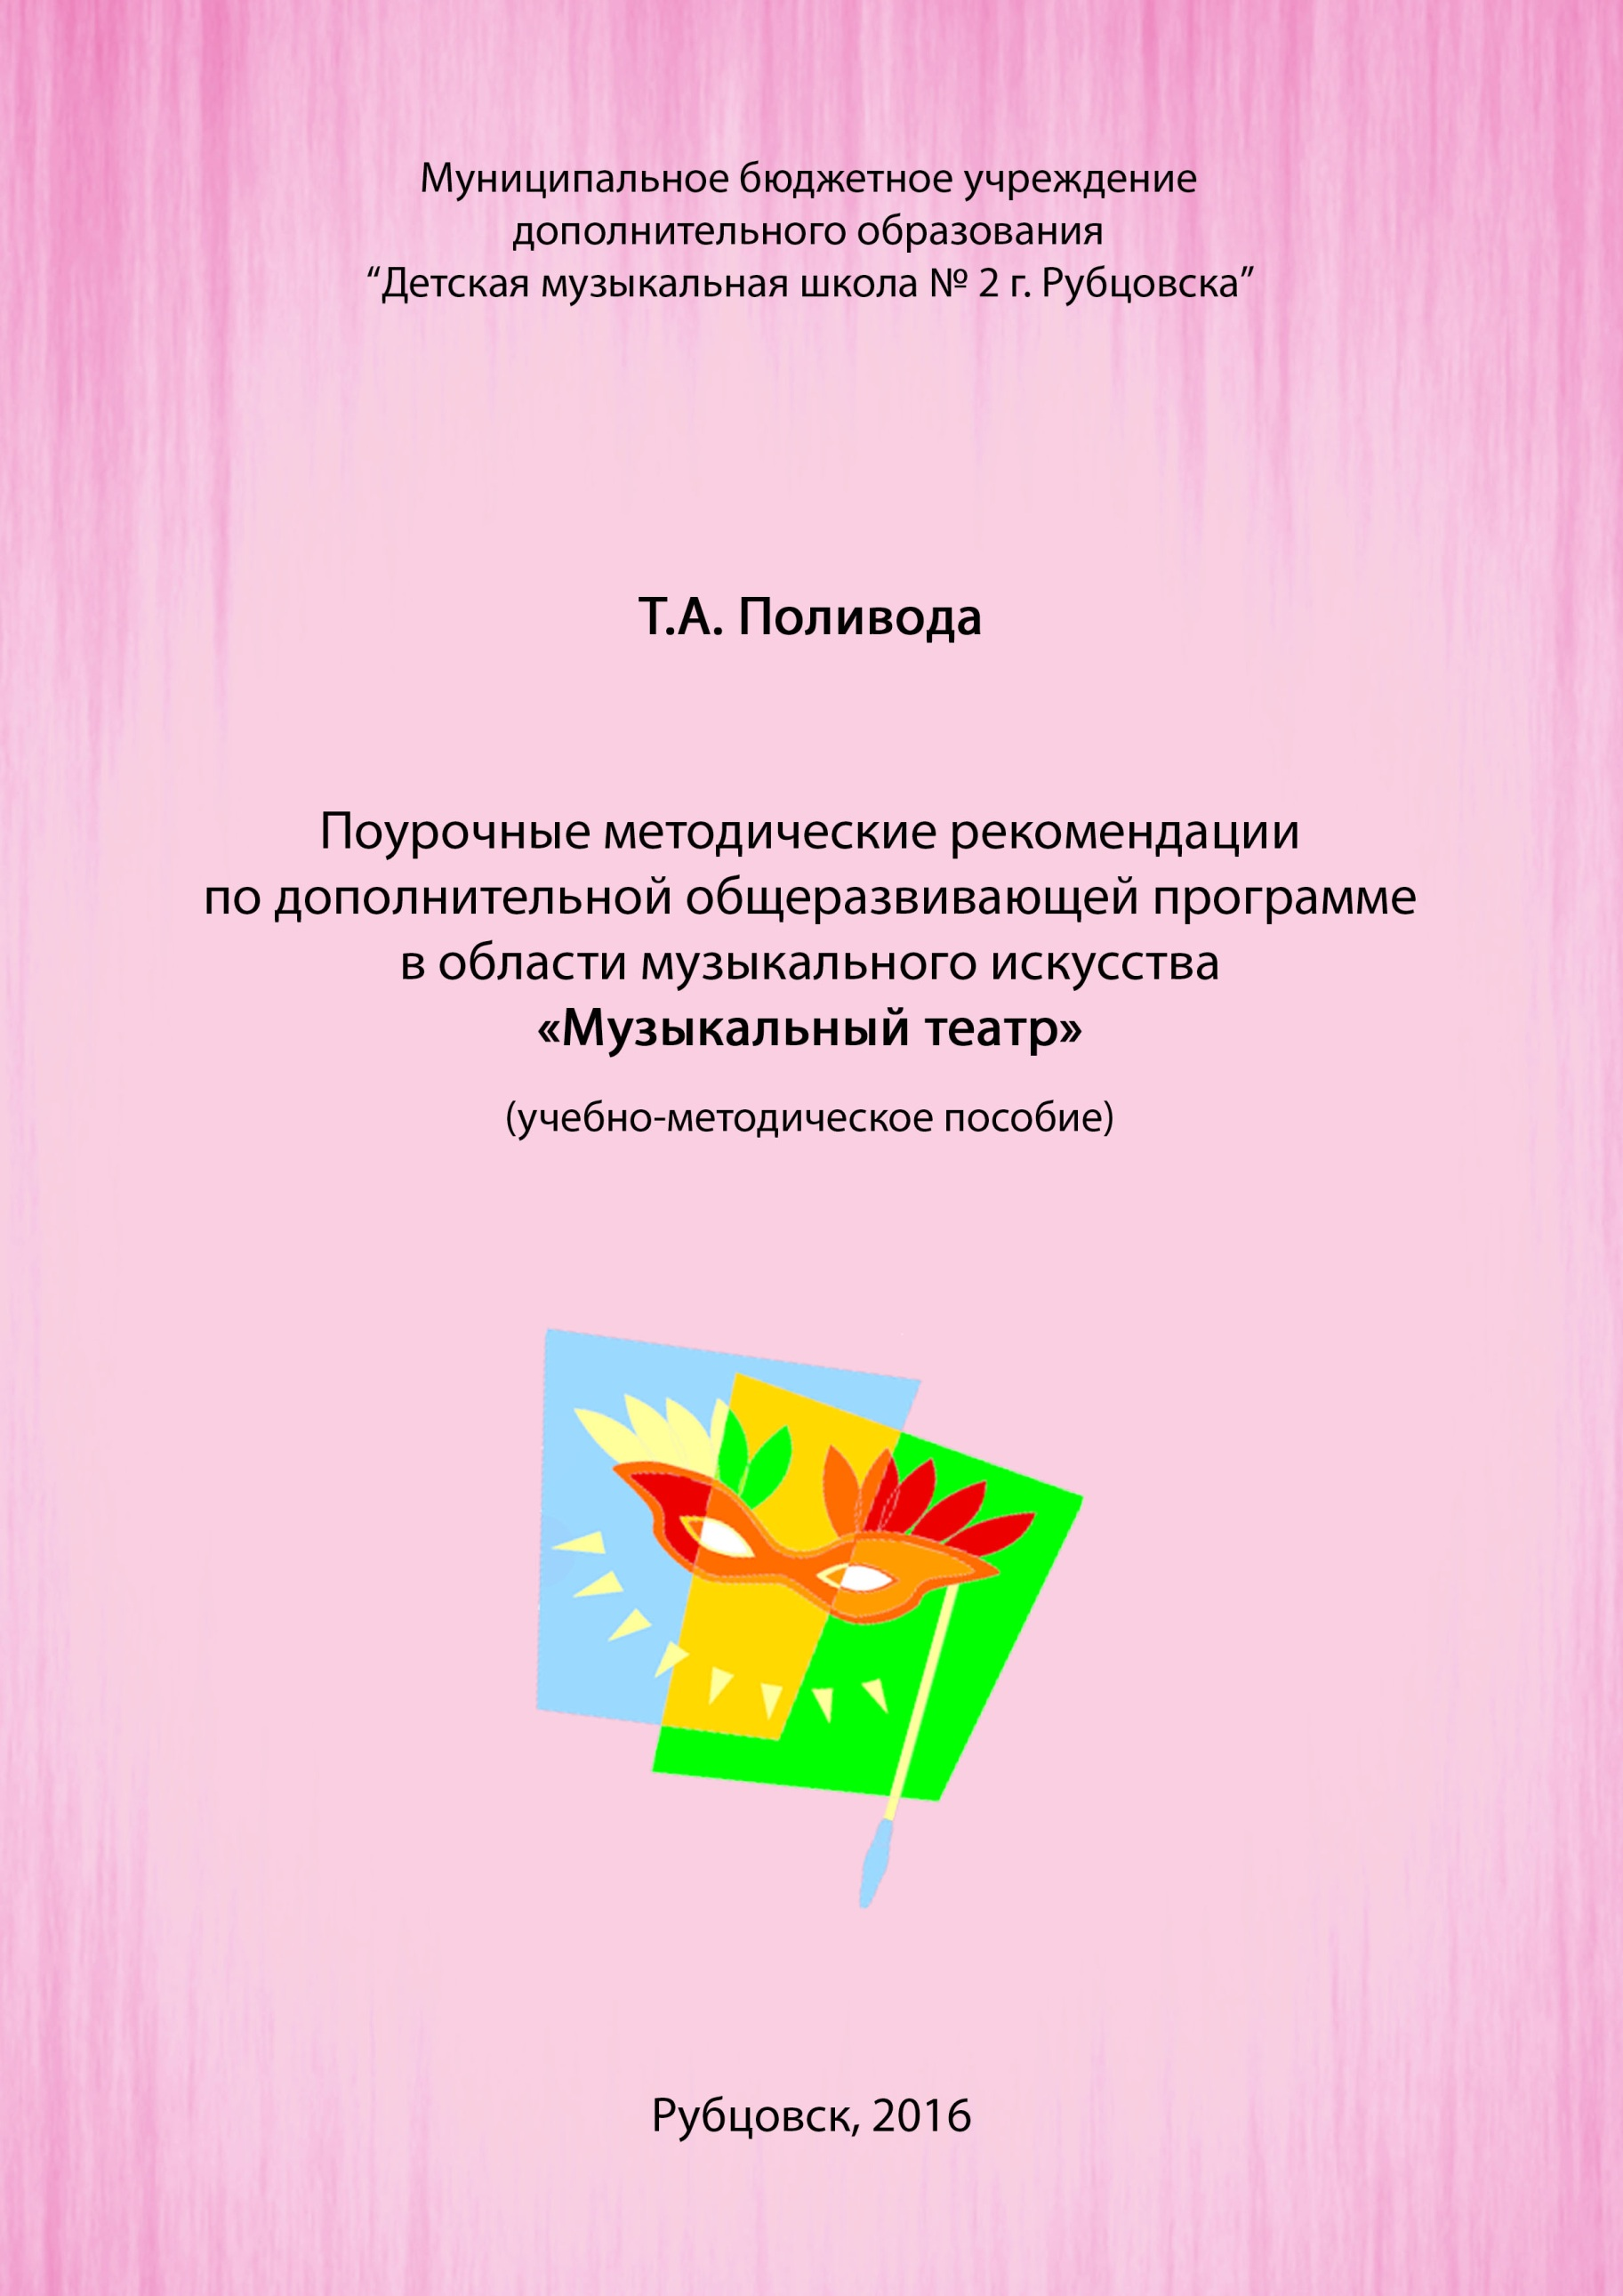 Муниципальное бюджетное учреждение
дополнительного образования
“Детская музыкальная школа № 2 г. Рубцовска”
Т.А. Поливода
Поурочные методические рекомендации
по дополнительной общеразвивающей программе
в области музыкального искусства
«Музыкальный театр»
(учебно-методическое пособие)
Рубцовск, 2016